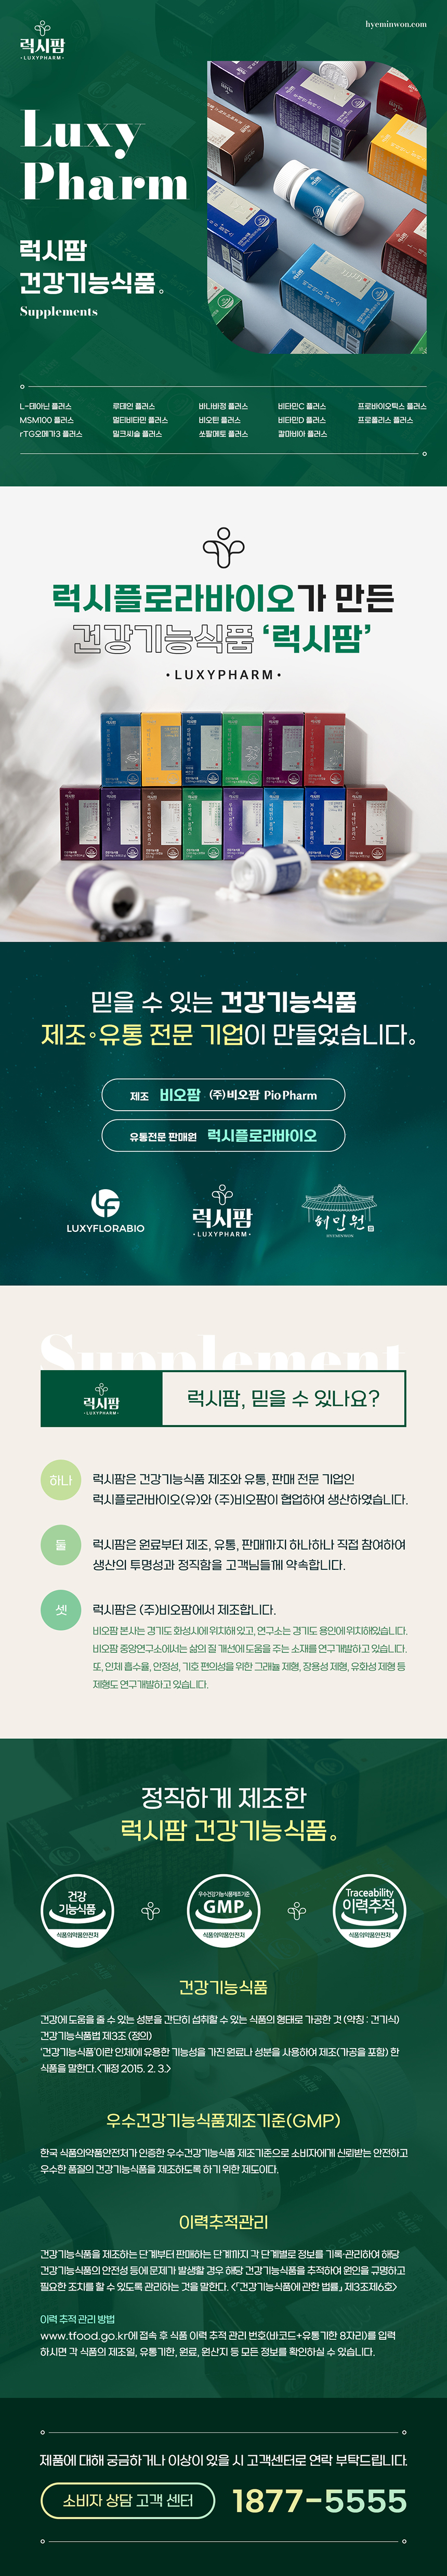 럭시팜
·LUXYPHARM·
hyeminwon.com
Luxy
Pharm
럭시팜
건강기능식품。
Supplements
L-테아닌 플러스
루테인 플러스
바나바정 플러스
비타민C 플러스
프로바이오틱스 플러스
MSM100 플러스
멀티비타민 플러스
비오틴 플러스
비타민D 플러스
프로폴리스 플러스
rTG오메가3 플러스
밀크씨슬 플러스
쏘팔메토 플러스
깔마비아 플러스
럭시플로라바이오가 만든
건강기능식품 ‘럭시팜’
·LUXYPHARM·
믿을 수 있는 건강기능식품
제조。유통 전문 기업이 만들었습니다。
제조 비오팜 (주)비오팜 PioPharm
유통전문 판매원 럭시플로라바이오
LUXYFLORABIO
럭시팜
·LUXYPHARM·
혜민원
HYEMINWON
Supplement
럭시팜
·LUXYPHARM·
럭시팜, 믿을 수 있나요?
하나
럭시팜은 건강기능식품 제조와 유통, 판매 전문 기업인
럭시플로라바이오(유)와 (주)비오팜이 협업하여 생산하였습니다.
둘
럭시팜은 원료부터 제조, 유통, 판매까지 하나하나 직접 참여하여
생산의 투명성과 정직함을 고객님들께 약속합니다.
셋
럭시팜은 (주)비오팜에서 제조합니다.
비오팜 본사는 경기도 화성시에 위치해 있고, 연구소는 경기도 용인에 위치해있습니다.
비오팜 중앙연구소에서는 삶의 질 개선에 도움을 주는 소재를 연구개발하고 있습니다.
또, 인체 흡수율, 안정성, 기호 편의성을 위한 그래뉼 제형, 장용성 제형, 유화성 제형 등
제형도 연구개발하고 있습니다.
정직하게 제조한
럭시팜 건강기능식품。
건강
기능식품
식품의약품안전처
우수건강기능식품제조기준
GMP
식품의약품안전처
Traceability
이력추적
식품의약품안전처
건강기능식품
건강에 도움을 줄 수 있는 성분을 간단히 섭취할 수 있는 식품의 형태로 가공한 것 (약칭 : 건기식)
건강기능식품법 제3조 (정의)
‘건강기능식품’이란 인체에 유용한 기능성을 가진 원료나 성분을 사용하여 제조(가공을 포함) 한
식품을 말한다.<개정 2015. 2. 3.>
우수건강기능식품제조기준(GMP)
한국 식품의약품안전처가 인증한 우수건강기능식품 제조기준으로 소비자에게 신뢰받는 안전하고
우수한 품질의 건강기능식품을 제조하도록 하기 위한 제도이다.
이력추적관리
건강기능식품을 제조하는 단계부터 판매하는 단계까지 각 단계별로 정보를 기록·관리하여 해당
건강기능식품의 안전성 등에 문제가 발생할 경우 해당 건강기능식품을 추적하여 원인을 규명하고
필요한 조치를 할 수 있도록 관리하는 것을 말한다. <「건강기능식품에 관한 법률」 제3조제6호>
이력 추적 관리 방법
www.tfood.go.kr에 접속 후 식품 이력 추적 관리 번호(바코드+유통기한 8자리)를 입력
하시면 각 식품의 제조일, 유통기한, 원료, 원산지 등 모든 정보를 확인하실 수 있습니다.
제품에 대해 궁금하거나 이상이 있을 시 고객센터로 연락 부탁드립니다.
소비자 상담 고객 센터
1877-5555